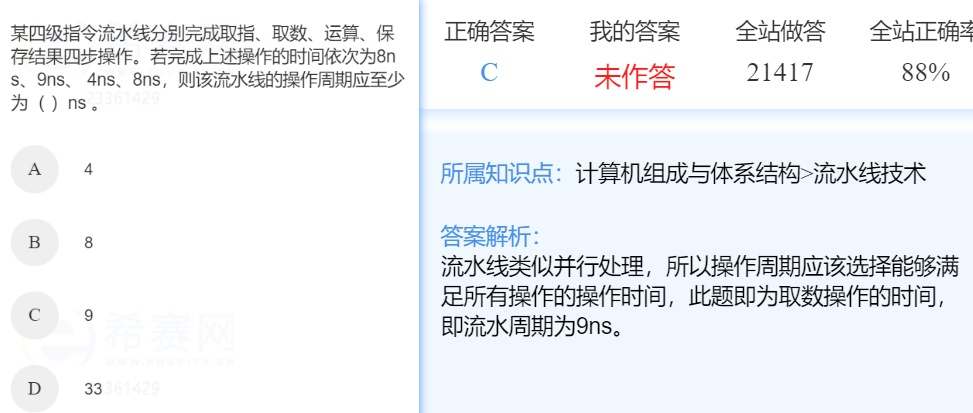 某四级指令流水线分别完成取指、取数、运算、保
存结果四步操作。若完成上述操作的时间依次为8n
s、9ns、 4ns、8ns，则该流水线的操作周期应至少
为（ ）ns 。
A 4
B 8
C 9
D 33
希赛网
正确答案 我的答案 全站做答 全站正确率
C 未作答 21417 88%
所属知识点：计算机组成与体系结构>流水线技术
答案解析：
流水线类似并行处理，所以操作周期应该选择能够满
足所有操作的操作时间，此题即为取数操作的时间，
即流水周期为9ns。